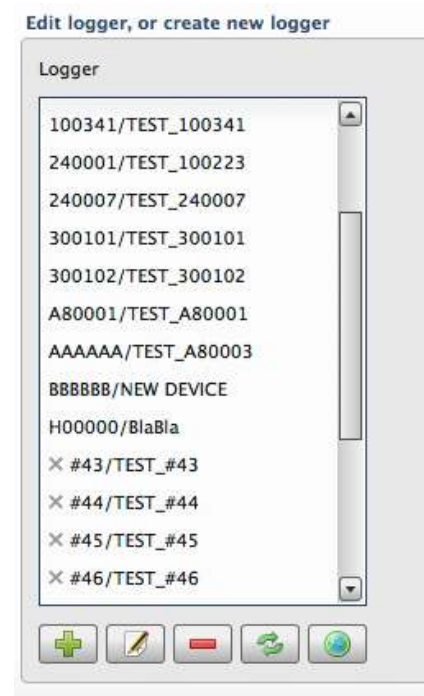 Edit logger, or create new logger
Logger
100341/TEST_100341
240001/TEST_100223
240007/TEST_240007
300101/TEST_300101
300102/TEST_300102
A80001/TEST_A80001
AAAAAA/TEST_A80003
BBBBBB/NEW DEVICE
H00000/BlaBla
#43/TEST_#43
#44/TEST_#44
#45/TEST_#45
#46/TEST_#46